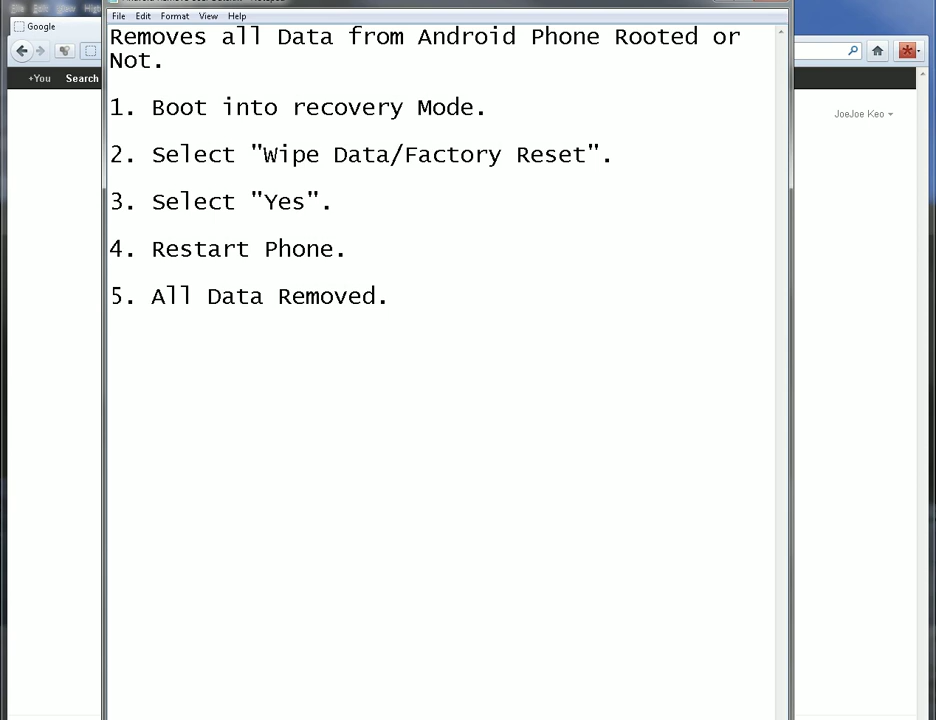 Google
File Edit Format View Help
+You Search
JoeJoe Keo
Removes all Data from Android Phone Rooted or
Not.
1. Boot into recovery Mode.
2. Select "Wipe Data/Factory Reset".
3. Select "Yes".
4. Restart Phone.
5. All Data Removed.